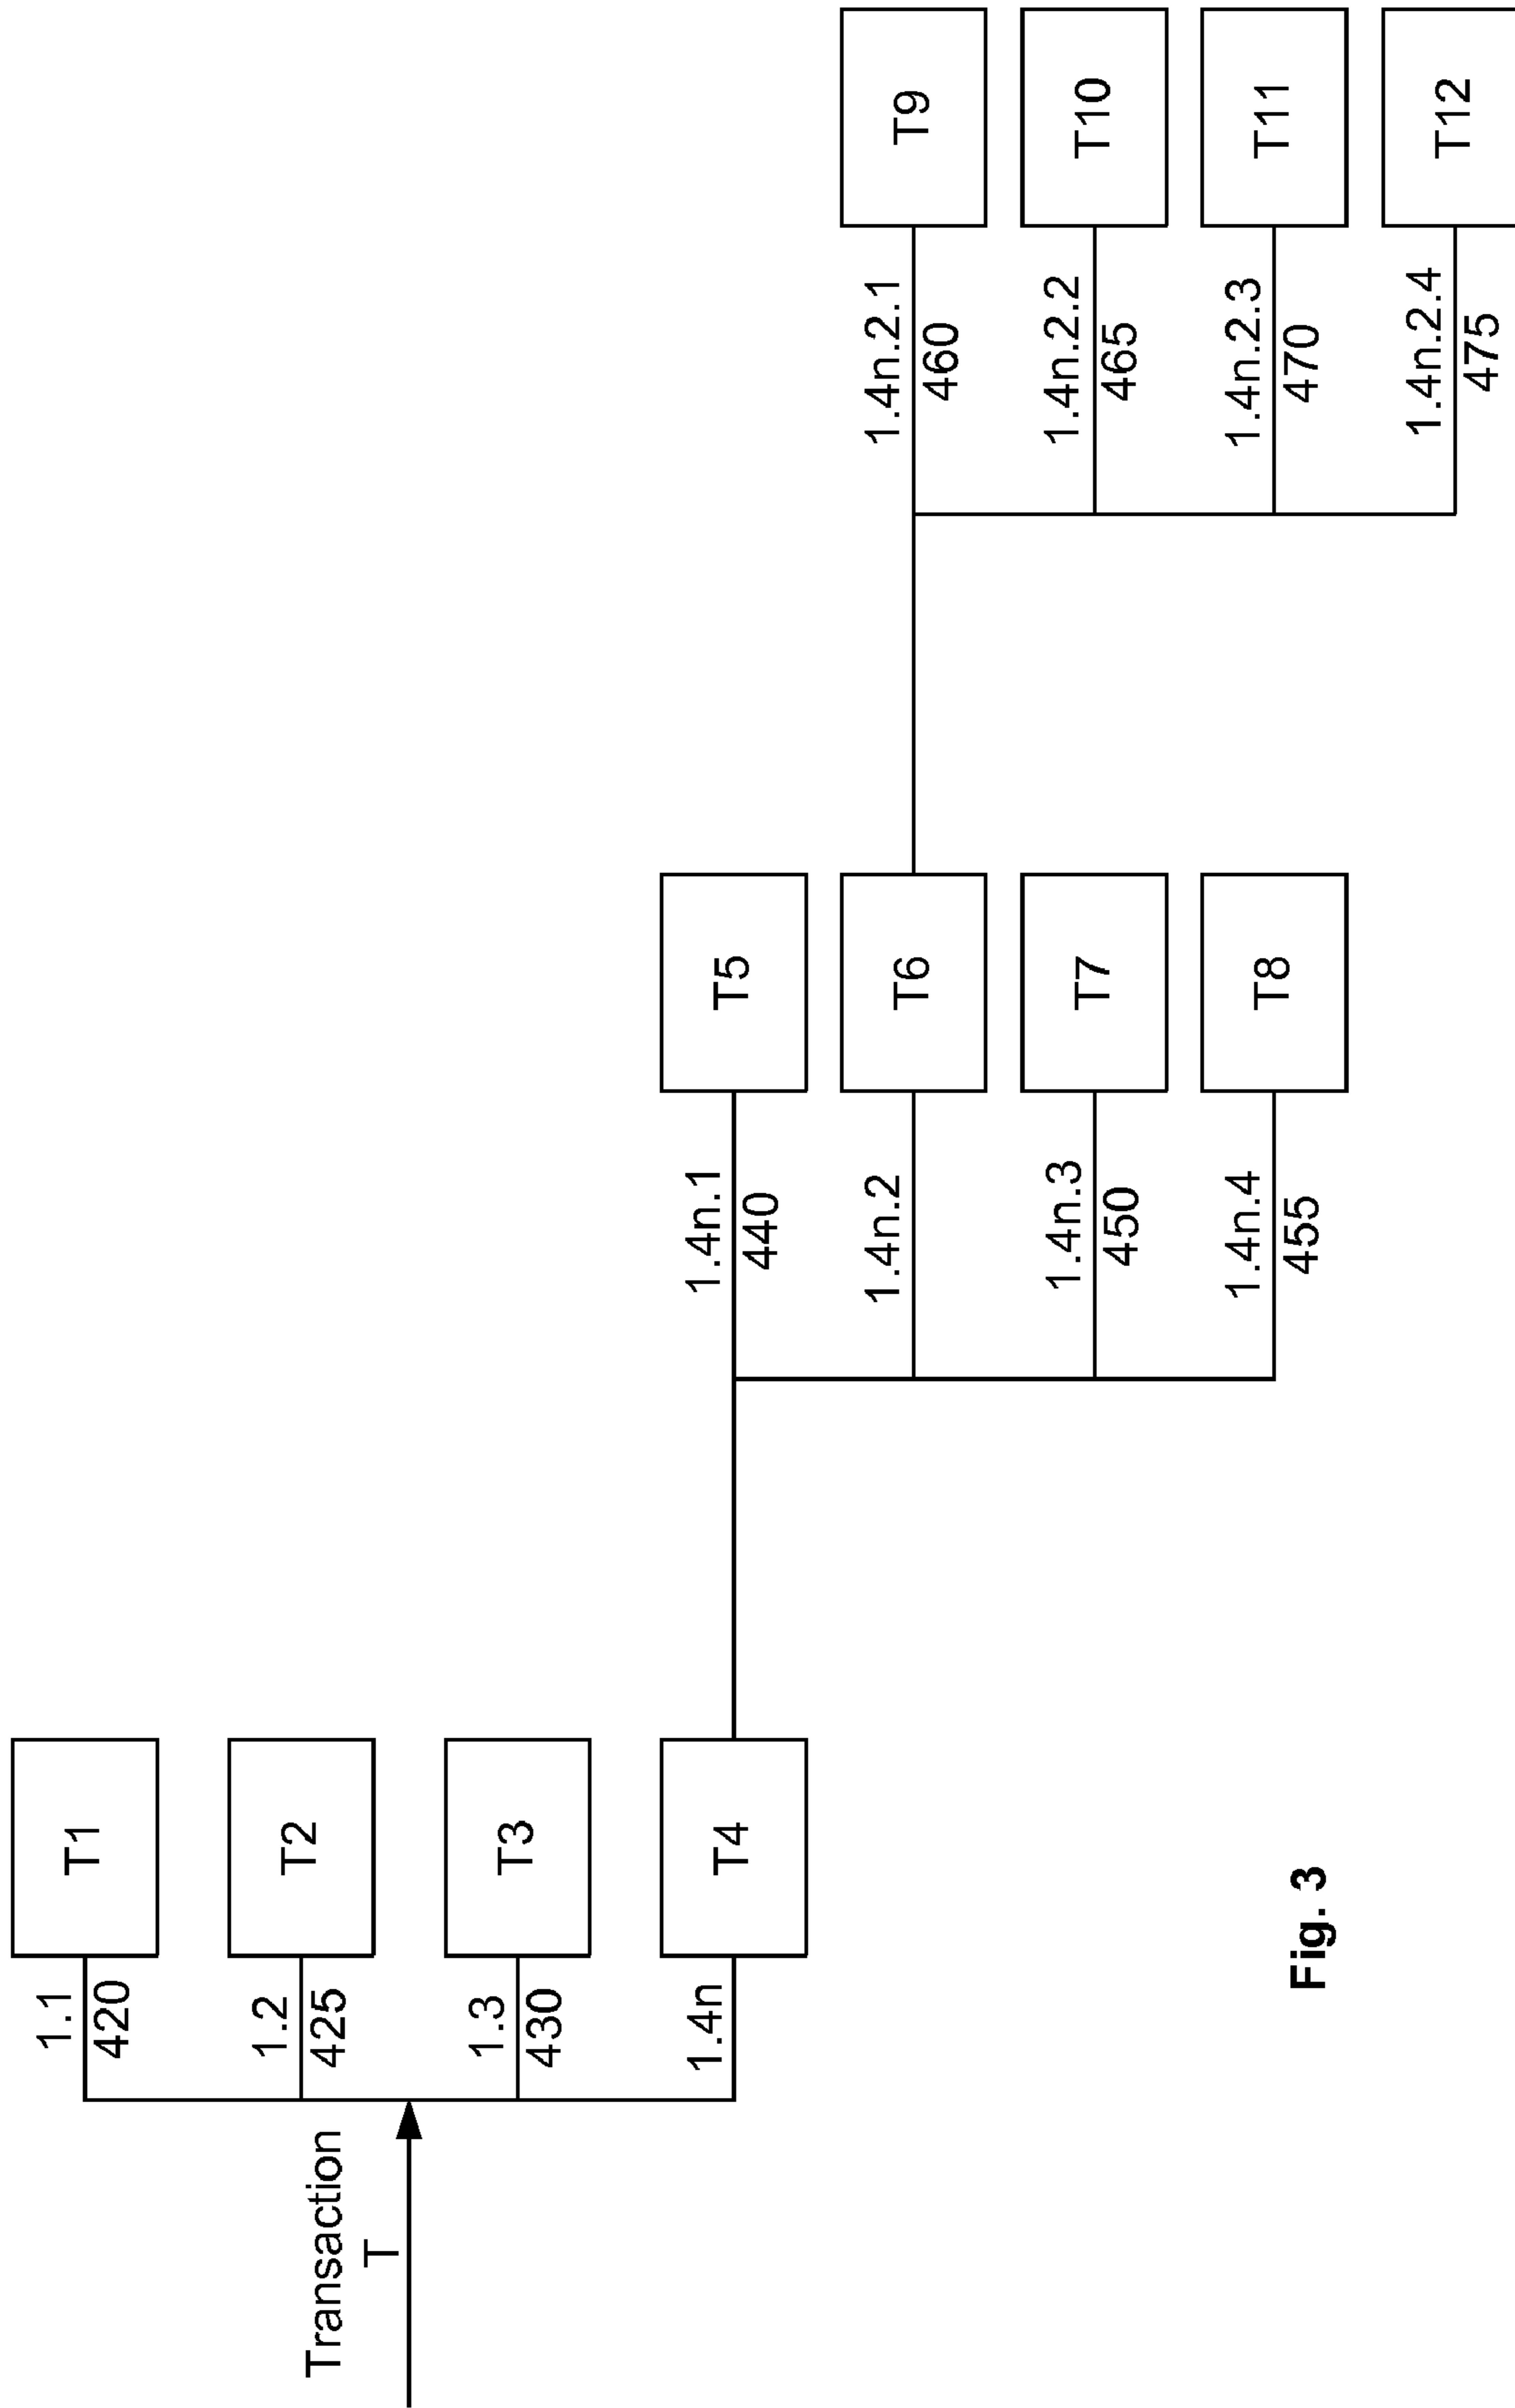 Transaction
T
1.1
420
T1
1.2
425
T2
1.3
430
T3
1.4n
T4
1.4n.1
440
T5
1.4n.2
T6
1.4n.3
450
T7
1.4n.4
455
T8
1.4n.2.1
460
T9
1.4n.2.2
465
T10
1.4n.2.3
470
T11
1.4n.2.4
475
T12
Fig. 3